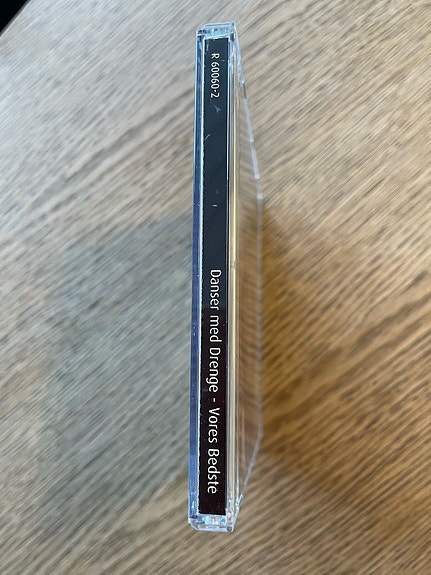 R 60060-2
Danser med Drenge - Vores Bedste